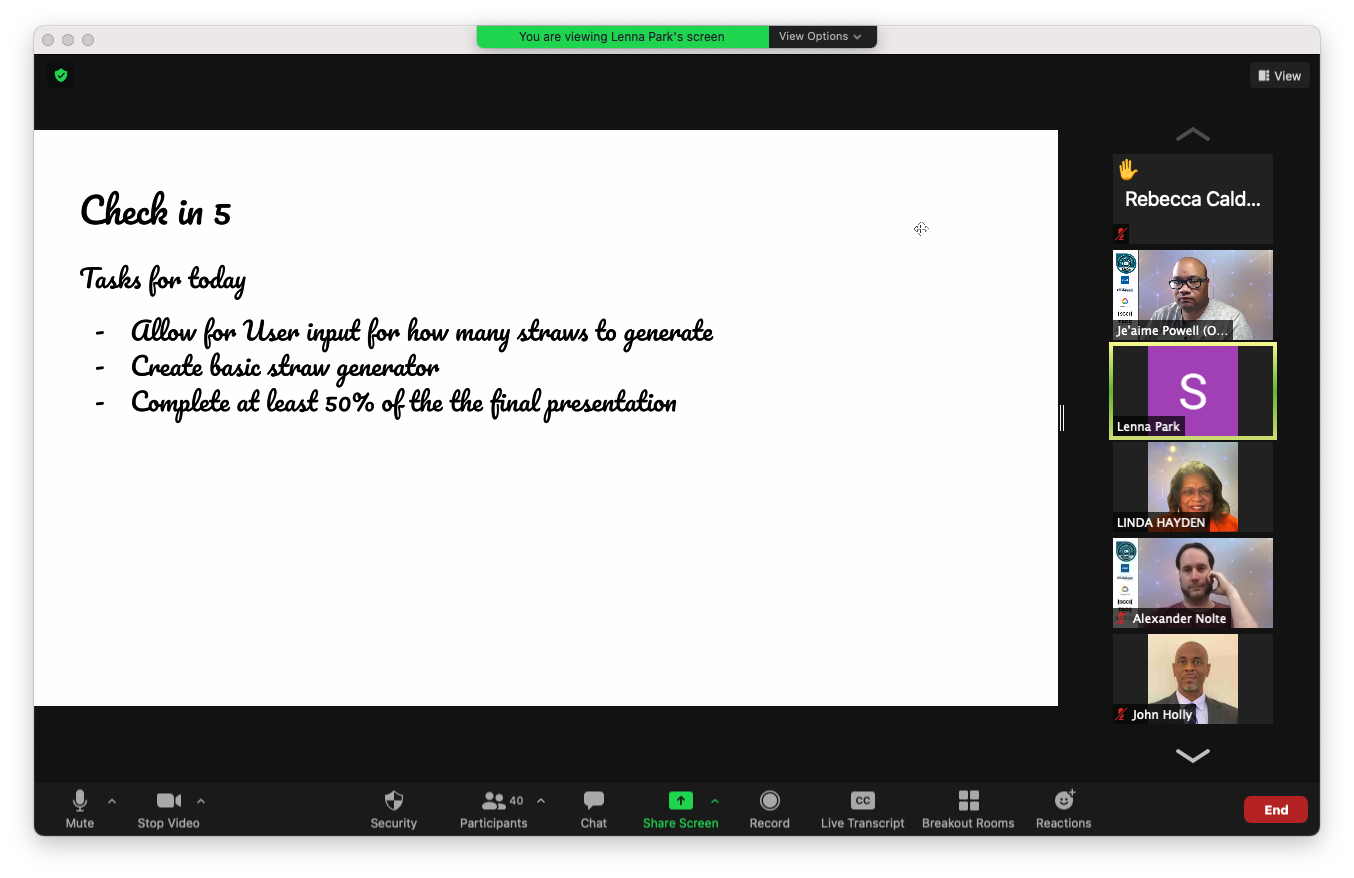 You are viewing Lenna Park's screen
View Options
View
Check in 5
Tasks for today
- Allow for User input for how many straws to generate
- Create basic straw generator
- Complete at least 50% of the the final presentation
Rebecca Cald...
Je'aime Powell (O...
S
Lenna Park
LINDA HAYDEN
Alexander Nolte
John Holly
Mute
Stop Video
Security
40
Participants
Chat
Share Screen
Record
CC
Live Transcript
Breakout Rooms
Reactions
End